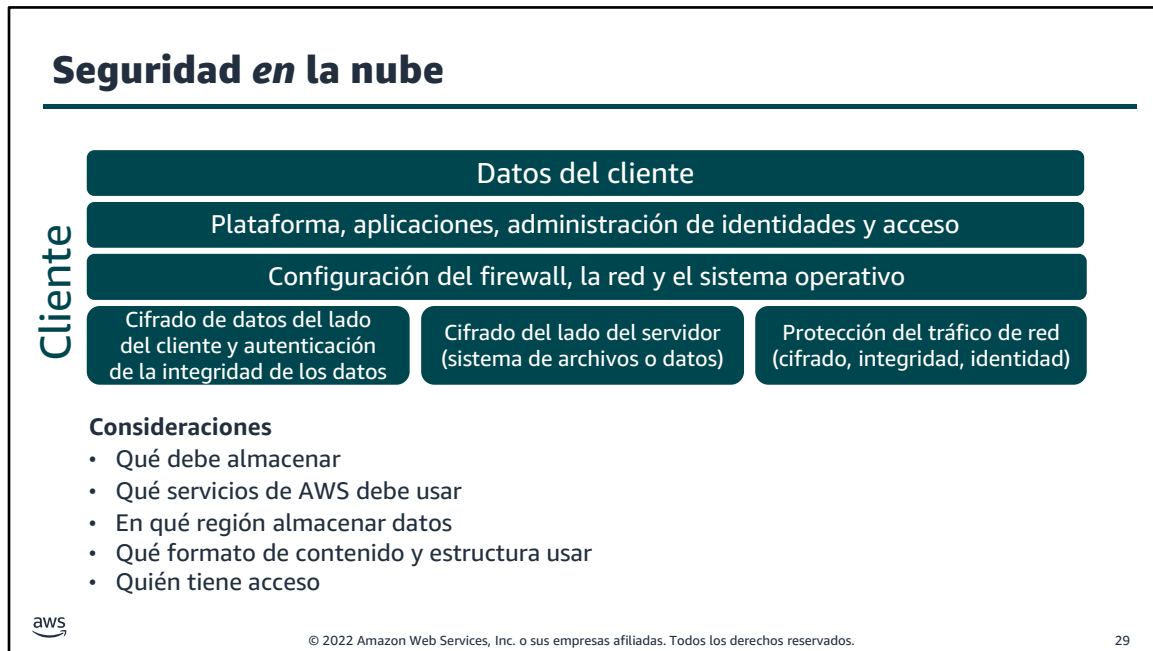 Seguridad en la nube
Cliente
Datos del cliente
Plataforma, aplicaciones, administración de identidades y acceso
Configuración del firewall, la red y el sistema operativo
Cifrado de datos del lado
del cliente y autenticación
de la integridad de los datos
Cifrado del lado del servidor
(sistema de archivos o datos)
Protección del tráfico de red
(cifrado, integridad, identidad)
Consideraciones
• Qué debe almacenar
• Qué servicios de AWS debe usar
• En qué región almacenar datos
• Qué formato de contenido y estructura usar
• Quién tiene acceso
aws
© 2022 Amazon Web Services, Inc. o sus empresas afiliadas. Todos los derechos reservados.
29